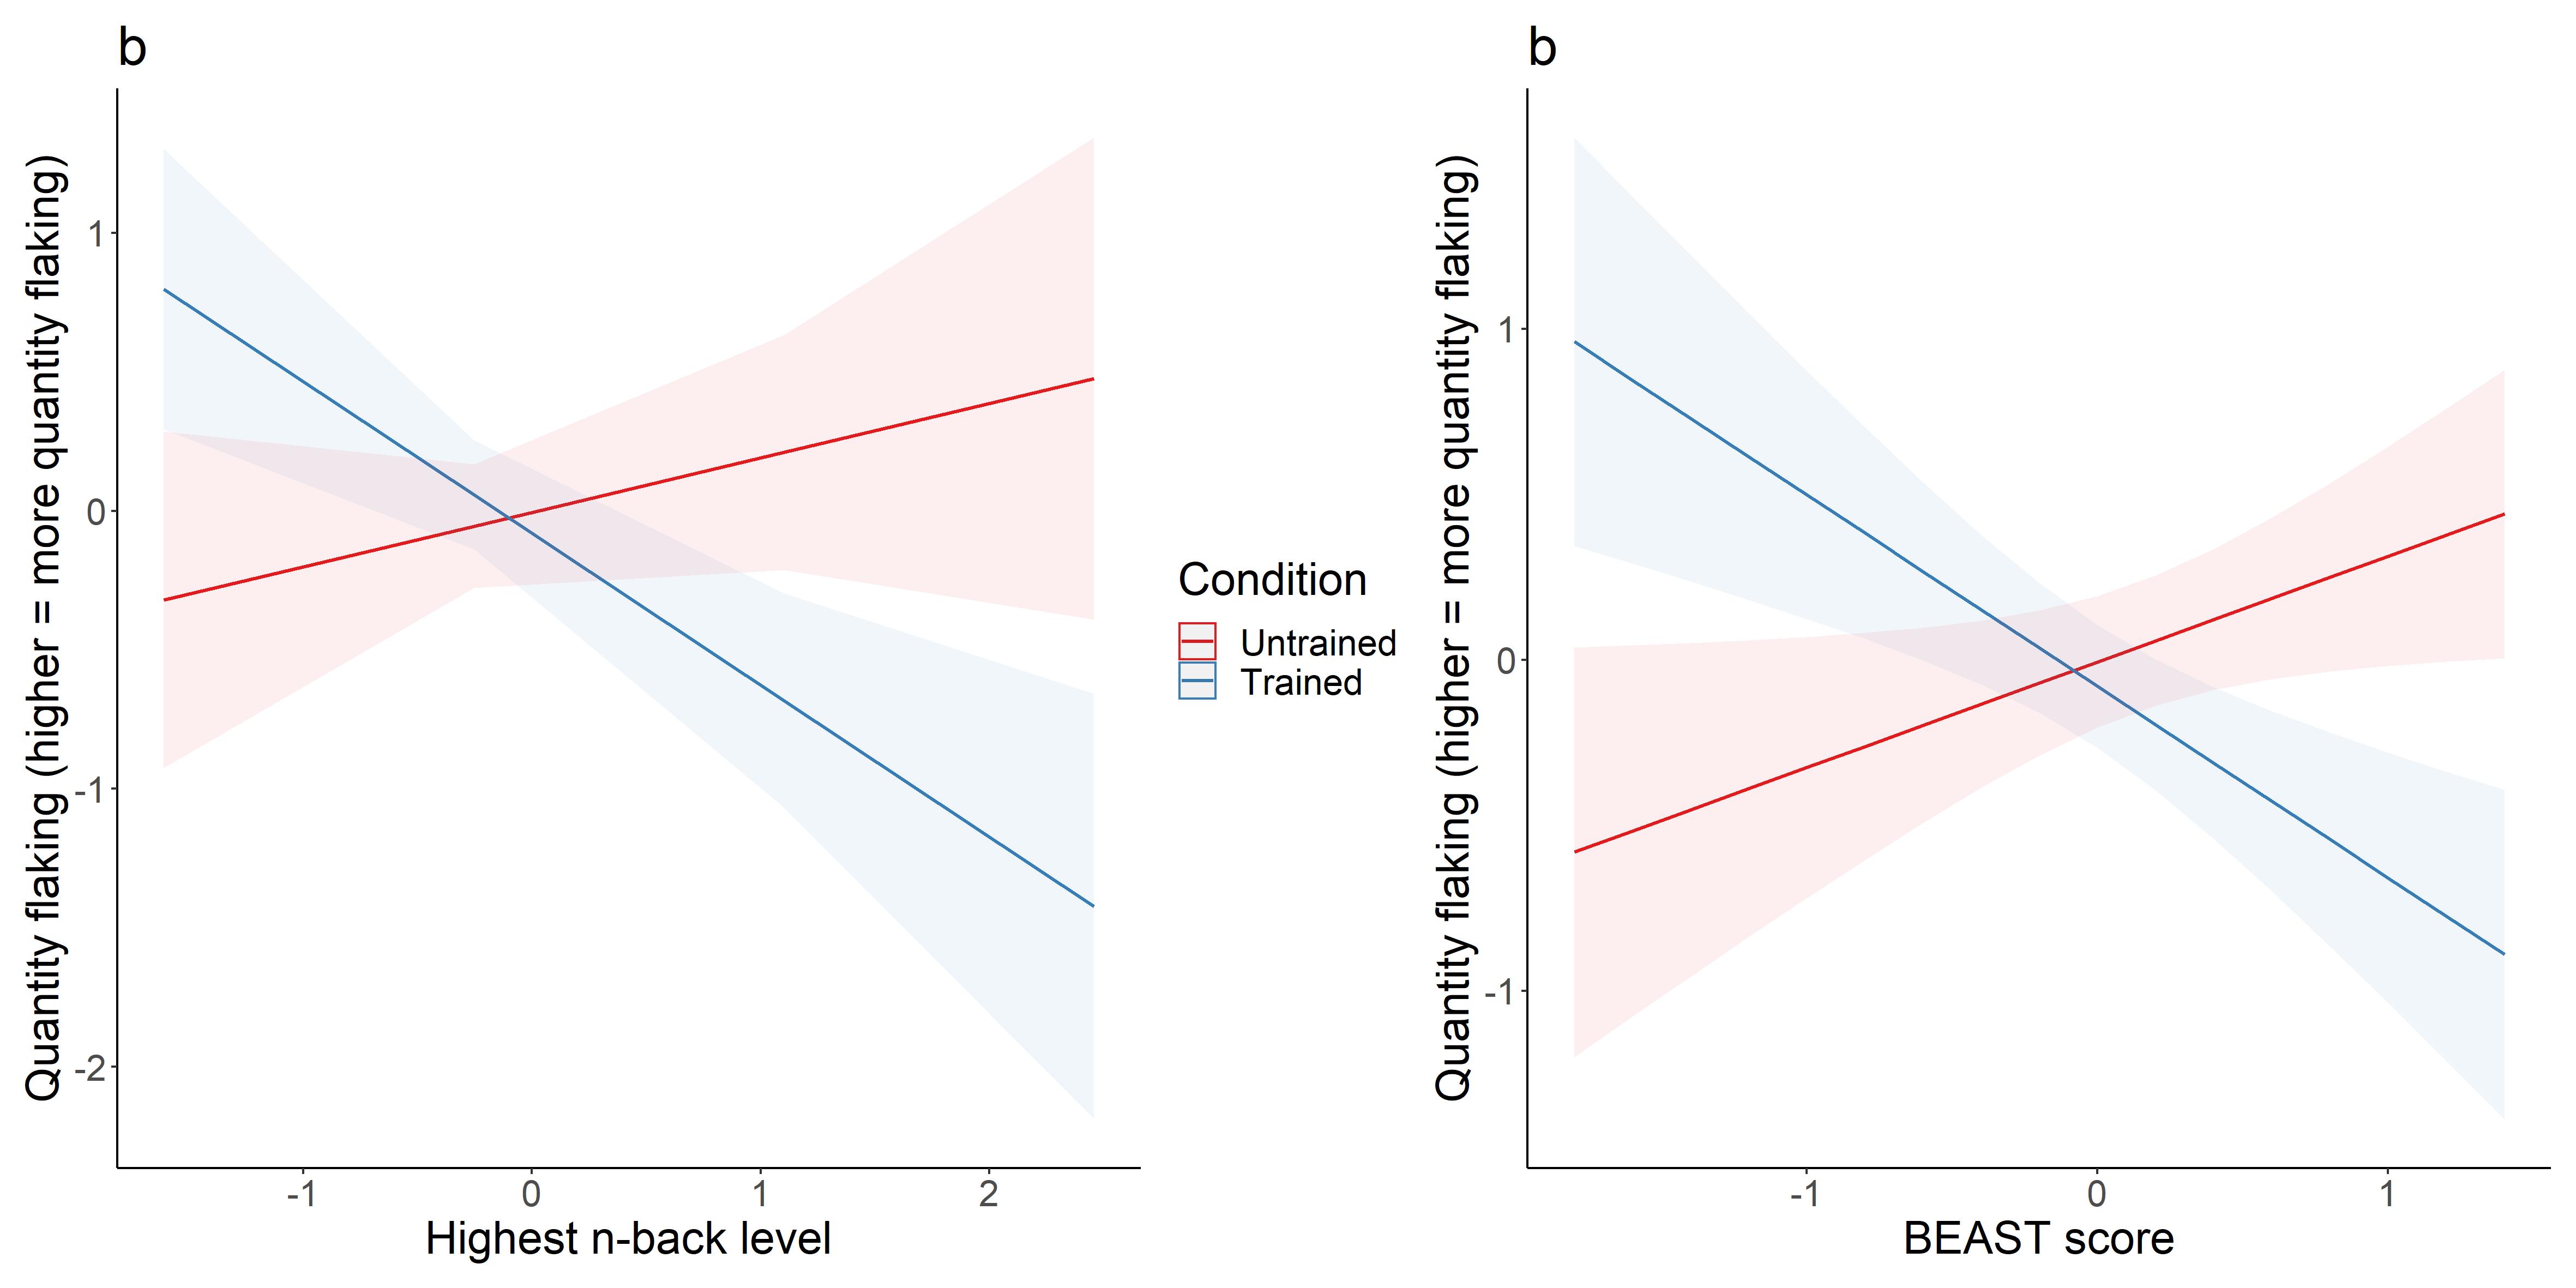 b
Quantity flaking (higher = more quantity flaking)
1
0
-1
-2
-1
0
1
2
Highest n-back level
Condition
Untrained
Trained
b
Quantity flaking (higher = more quantity flaking)
1
0
-1
-1
0
1
BEAST score